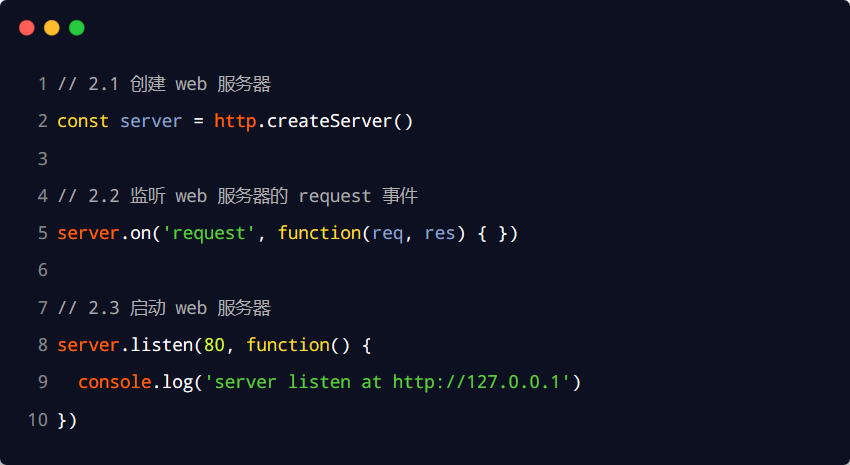 1 // 2.1 创建 web 服务器
2 const server = http.createServer()
3
4 // 2.2 监听 web 服务器的 request 事件
5 server.on('request', function(req, res) { })
6
7 // 2.3 启动 web 服务器
8 server.listen(80, function() {
9   console.log('server listen at http://127.0.0.1')
10 })